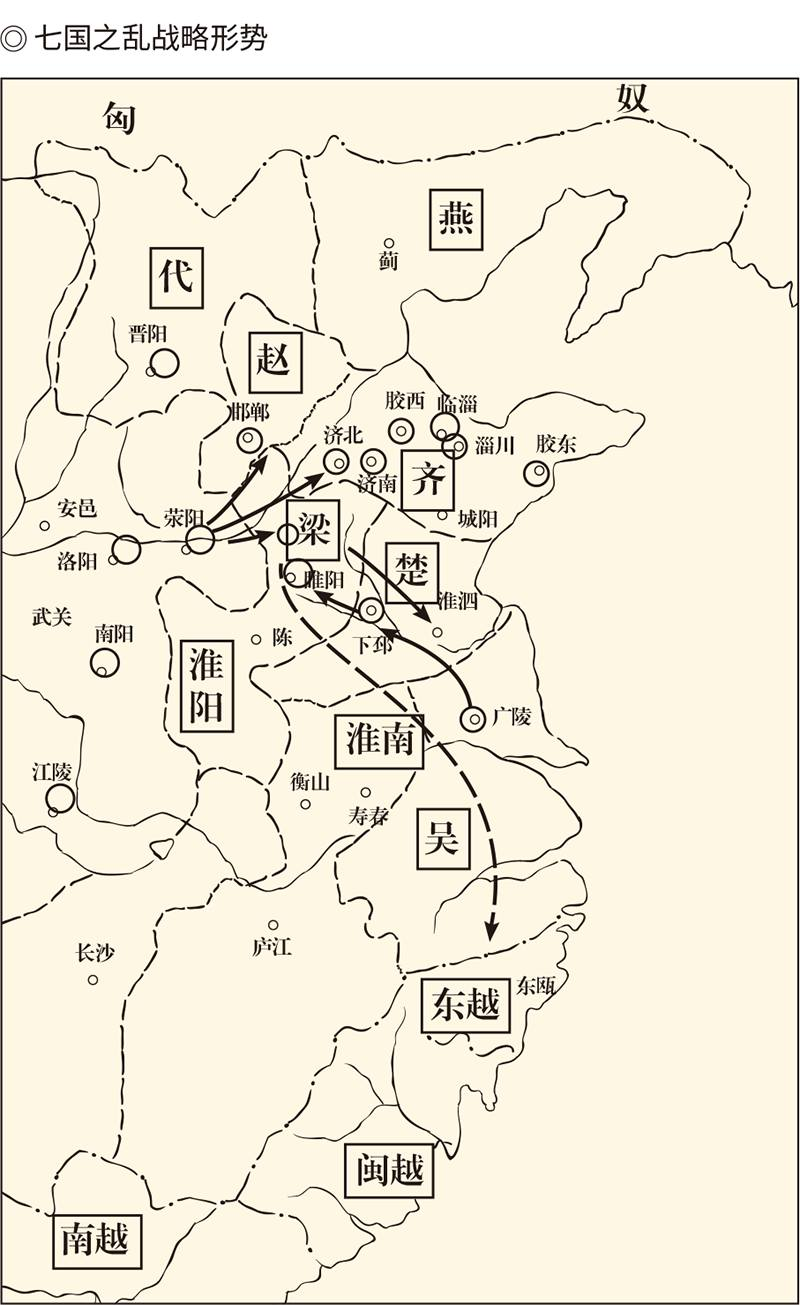 ◎ 七国之乱战略形势
匈
奴
燕
蓟
代
晋阳
赵
邯郸
胶西
临淄
济北
淄川
胶东
济南
齐
安邑
荥阳
城阳
梁
洛阳
楚
睢阳
淮泗
武关
南阳
陈
下邳
淮
阳
广陵
淮南
江陵
衡山
寿春
吴
长沙
庐江
东越
东瓯
闽越
南越